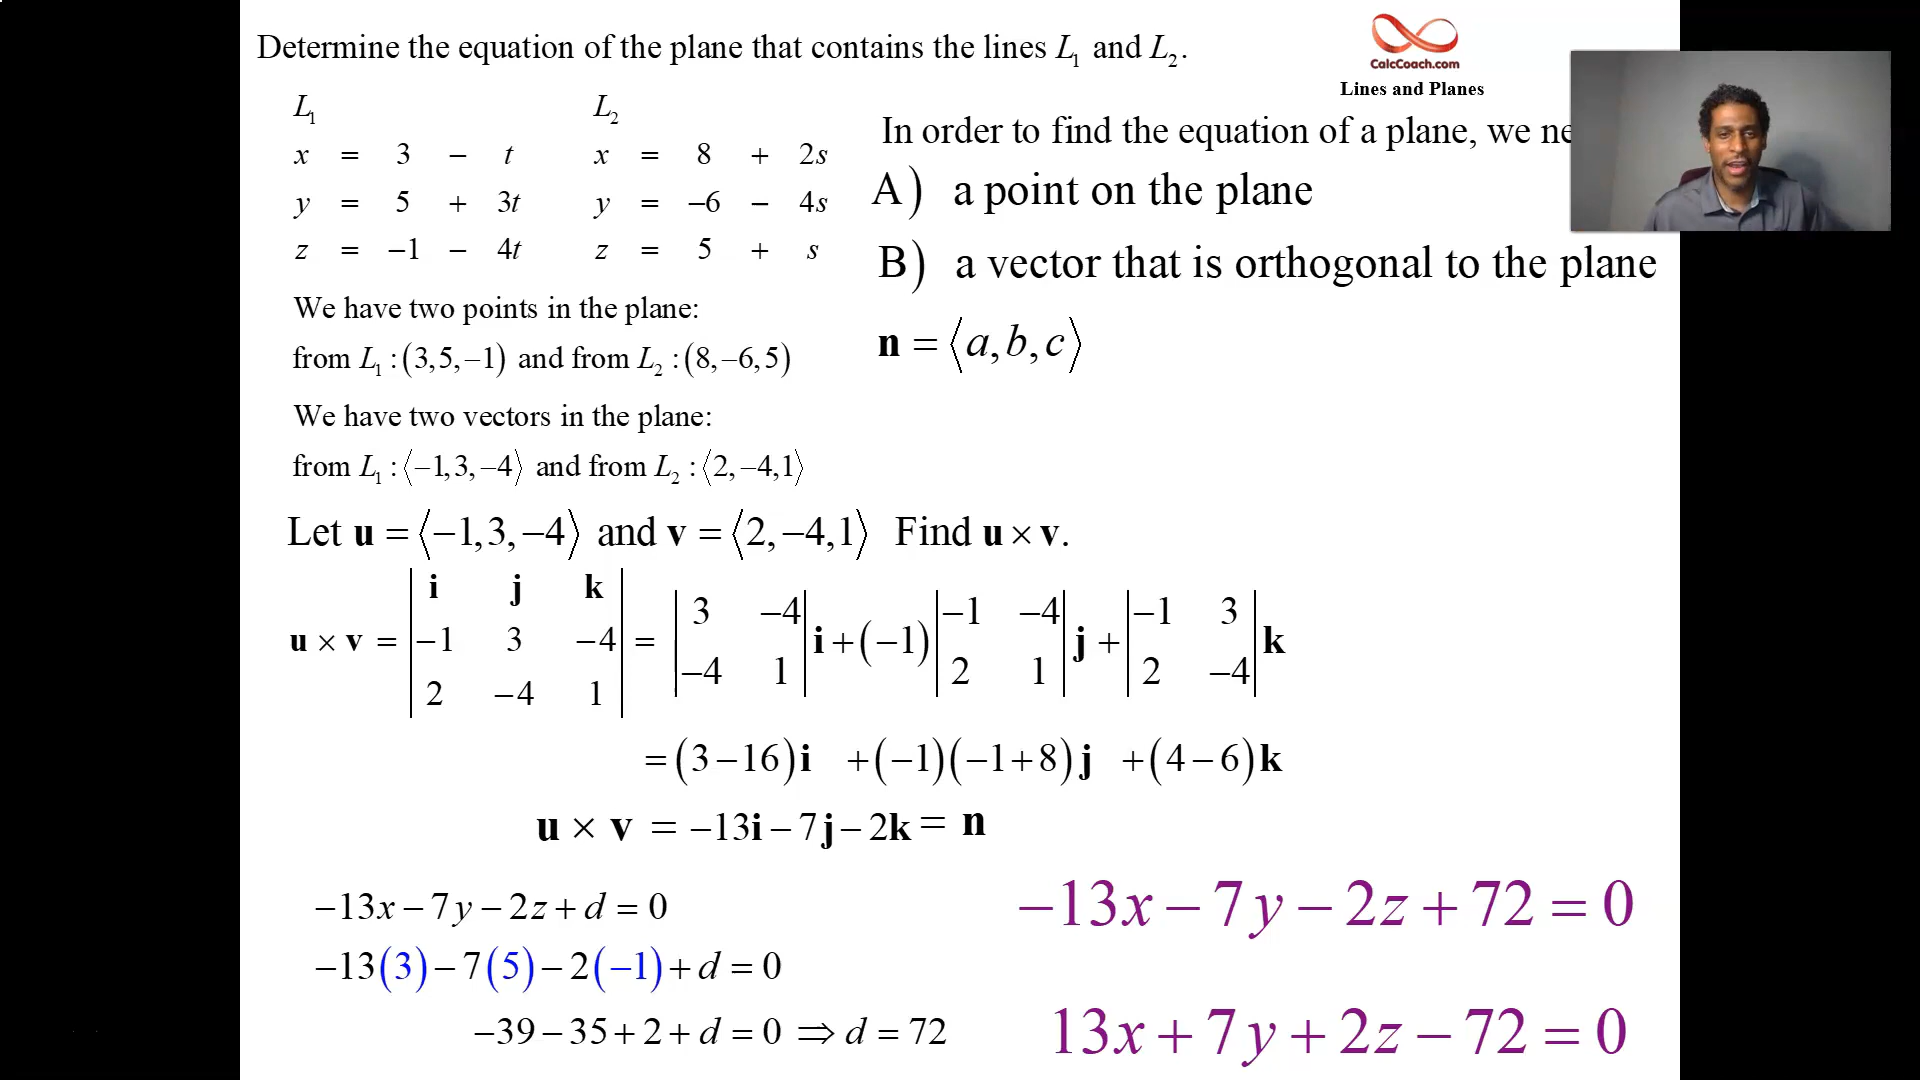 Determine the equation of the plane that contains the lines L₁ and L₂.
CalcCoach.com
Lines and Planes
L₁ L₂
x = 3 − t x = 8 + 2s
y = 5 + 3t y = −6 − 4s
z = −1 − 4t z = 5 + s
In order to find the equation of a plane, we
A) a point on the plane
B) a vector that is orthogonal to the plane
n = ⟨a,b,c⟩
We have two points in the plane:
from L₁ : (3,5,−1) and from L₂ : (8,−6,5)
We have two vectors in the plane:
from L₁ : ⟨−1,3,−4⟩ and from L₂ : ⟨2,−4,1⟩
Let u = ⟨−1,3,−4⟩ and v = ⟨2,−4,1⟩ Find u × v.
u × v = |i j k; −1 3 −4; 2 −4 1| = |3 −4; −4 1| i + (−1) |−1 −4; 2 1| j + |−1 3; 2 −4| k
= (3−16)i + (−1)(−1+8)j + (4−6)k
u × v = −13i − 7j − 2k = n
−13x − 7y − 2z + d = 0
−13(3) − 7(5) − 2(−1) + d = 0
−39 − 35 + 2 + d = 0 ⇒ d = 72
−13x − 7y − 2z + 72 = 0
13x + 7y + 2z − 72 = 0